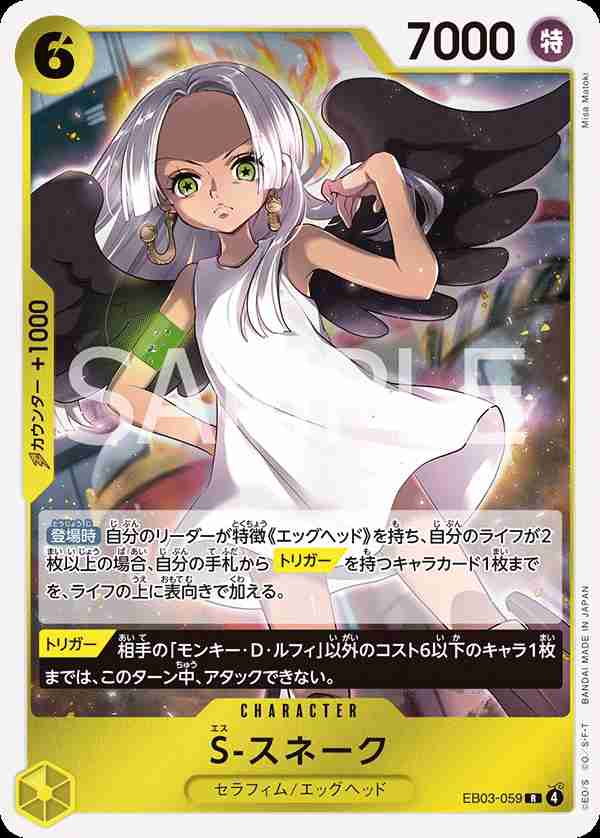 6
7000
特
Misa Matoki
カウンター +1000
SAMPLE
登場時 自分のリーダーが特徴《エッグヘッド》を持ち、自分のライフが2
枚以上の場合、自分の手札から トリガー を持つキャラカード1枚まで
を、ライフの上に表向きで加える。
トリガー 相手の「モンキー・D・ルフィ」以外のコスト6以下のキャラ1枚
までは、このターン中、アタックできない。
CHARACTER
エス
S-スネーク
セラフィム/エッグヘッド
EB03-059 R 4
©E.O/S ©O./S・F・T BANDAI MADE IN JAPAN